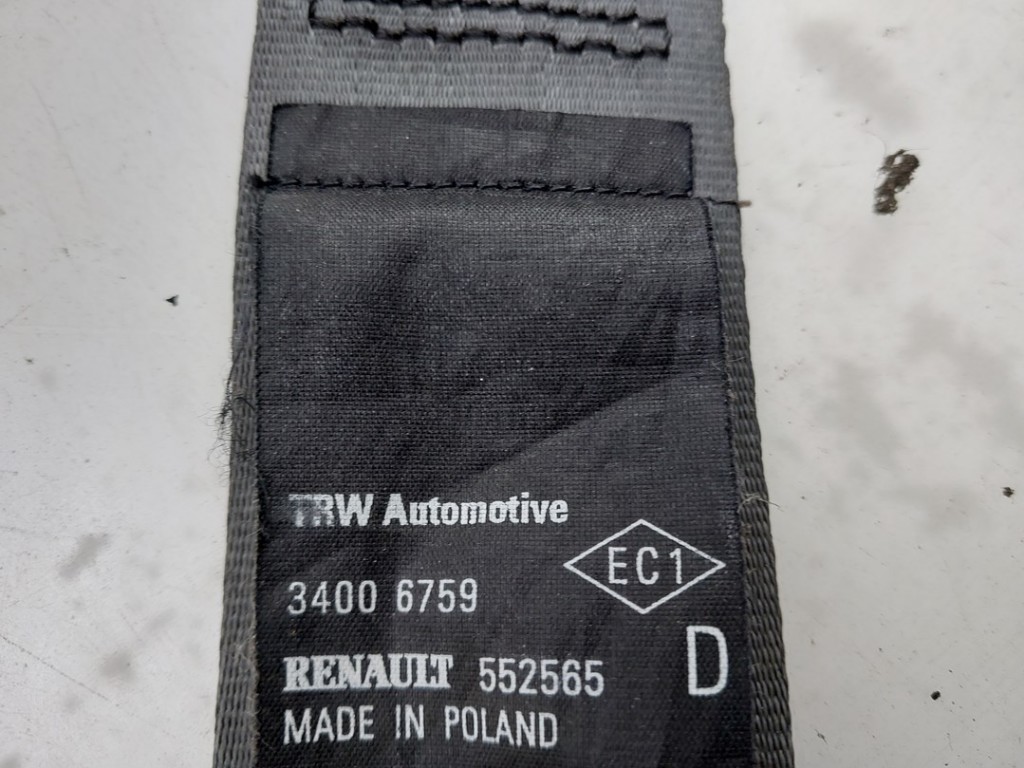 TRW Automotive
EC1
3400 6759
D
RENAULT 552565
MADE IN POLAND